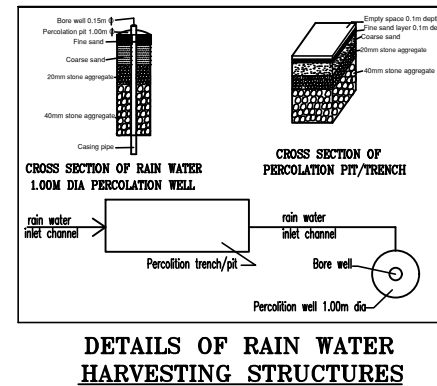 Bore well 0.15m ϕ
Percolation pit 1.00m ϕ
Fine sand
Coarse sand
20mm stone aggregate
40mm stone aggregate
Casing pipe
CROSS SECTION OF RAIN WATER
1.00M DIA PERCOLATION WELL
Empty space 0.1m depth
Fine sand layer 0.1m de
Coarse sand
20mm stone aggregate
40mm stone aggregate
CROSS SECTION OF
PERCOLATION PIT/TRENCH
rain water
inlet channel
Percolition trench/pit
rain water
inlet channel
Bore well
Percolition well 1.00m dia
DETAILS OF RAIN WATER
HARVESTING STRUCTURES